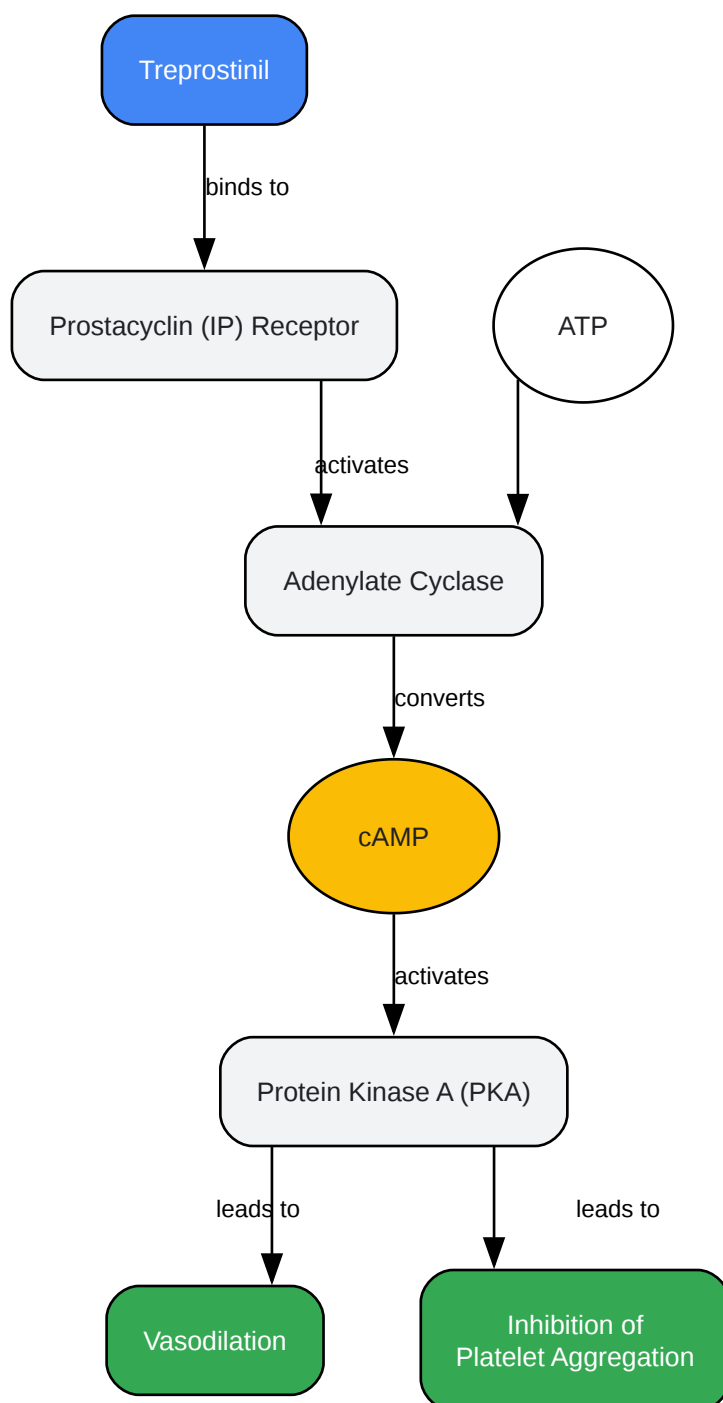 Treprostinil
binds to
Prostacyclin (IP) Receptor
ATP
activates
Adenylate Cyclase
converts
cAMP
activates
Protein Kinase A (PKA)
leads to
leads to
Vasodilation
Inhibition of
Platelet Aggregation